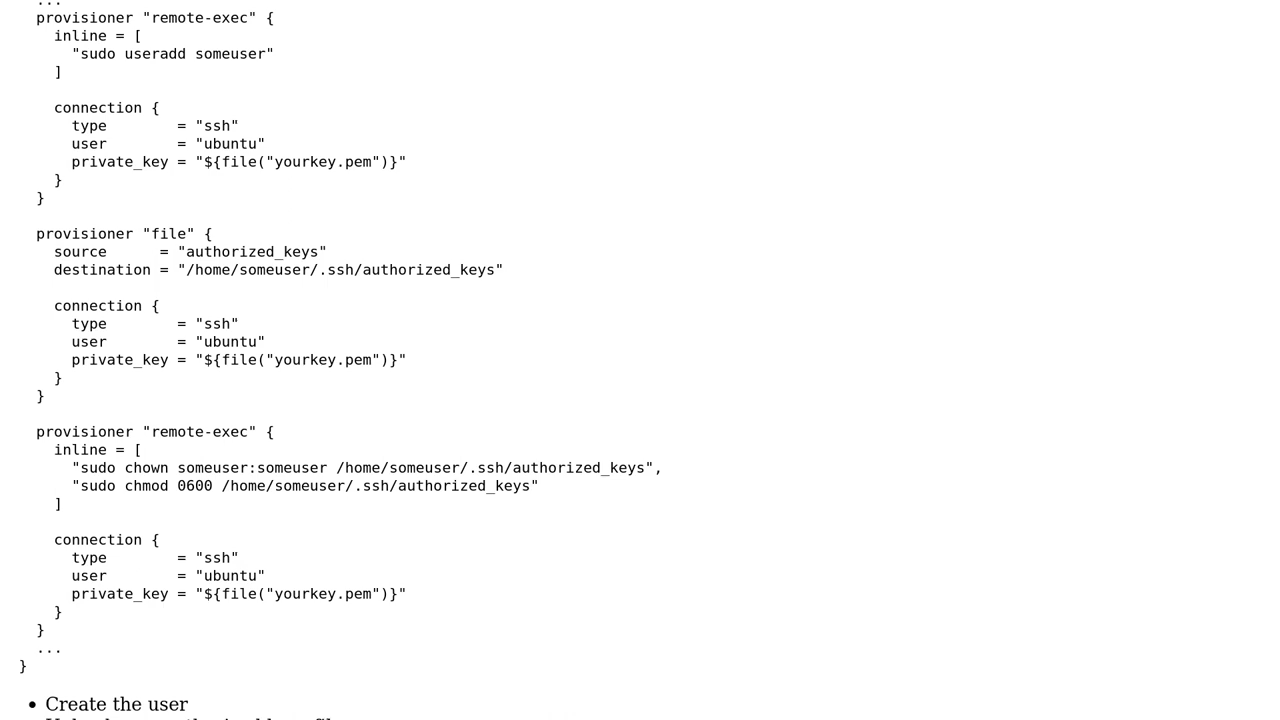 ...
provisioner "remote-exec" {
inline = [
"sudo useradd someuser"
]
connection {
type        = "ssh"
user        = "ubuntu"
private_key = "${file("yourkey.pem")}"
}
}
provisioner "file" {
source      = "authorized_keys"
destination = "/home/someuser/.ssh/authorized_keys"
connection {
type        = "ssh"
user        = "ubuntu"
private_key = "${file("yourkey.pem")}"
}
}
provisioner "remote-exec" {
inline = [
"sudo chown someuser:someuser /home/someuser/.ssh/authorized_keys",
"sudo chmod 0600 /home/someuser/.ssh/authorized_keys"
]
connection {
type        = "ssh"
user        = "ubuntu"
private_key = "${file("yourkey.pem")}"
}
}
...
}
• Create the user